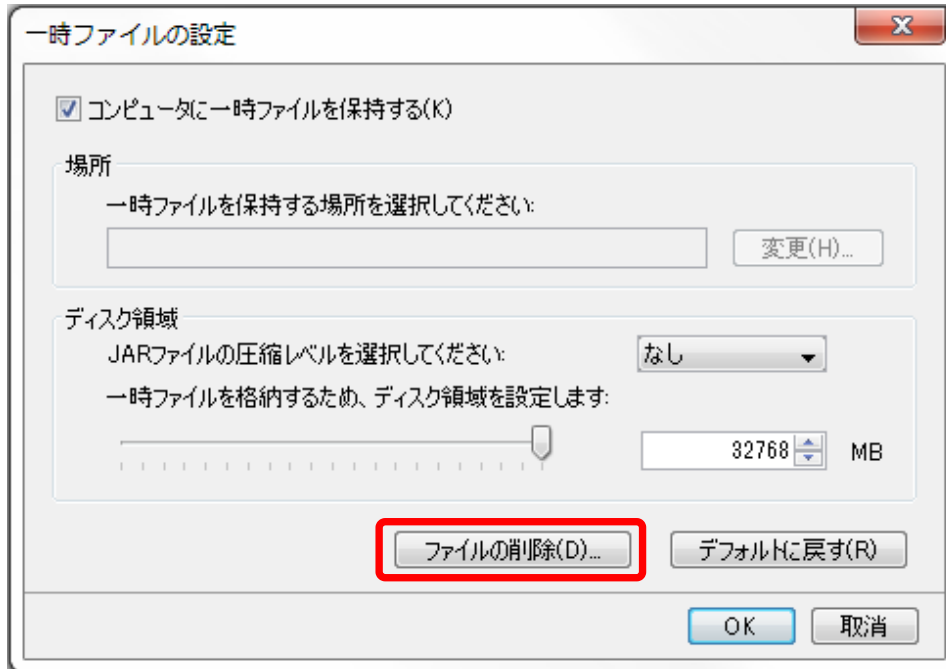 一時ファイルの設定
コンピュータに一時ファイルを保持する(K)
場所
一時ファイルを保持する場所を選択してください:
変更(H)...
ディスク領域
JARファイルの圧縮レベルを選択してください: なし
一時ファイルを格納するため、ディスク領域を設定します:
32768 MB
ファイルの削除(D)... デフォルトに戻す(R)
OK 取消